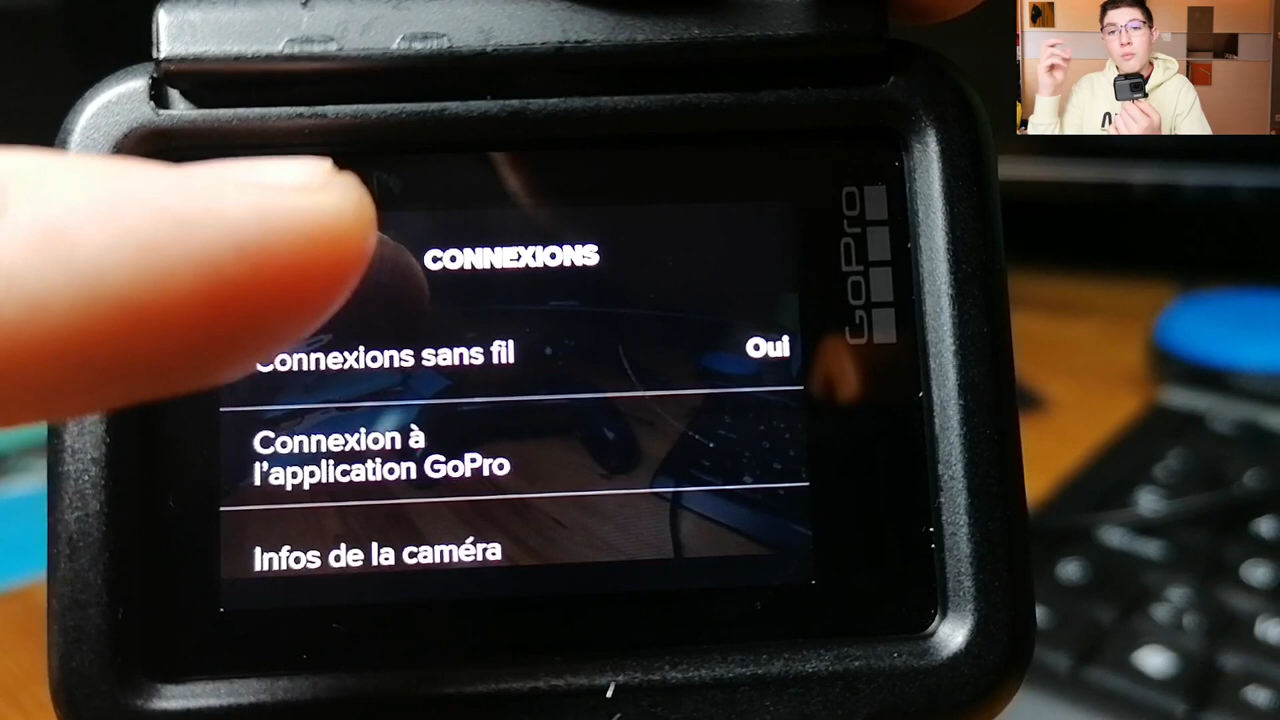 CONNEXIONS
Connexions sans fil
Oui
Connexion à
l'application GoPro
Infos de la caméra
GoPro